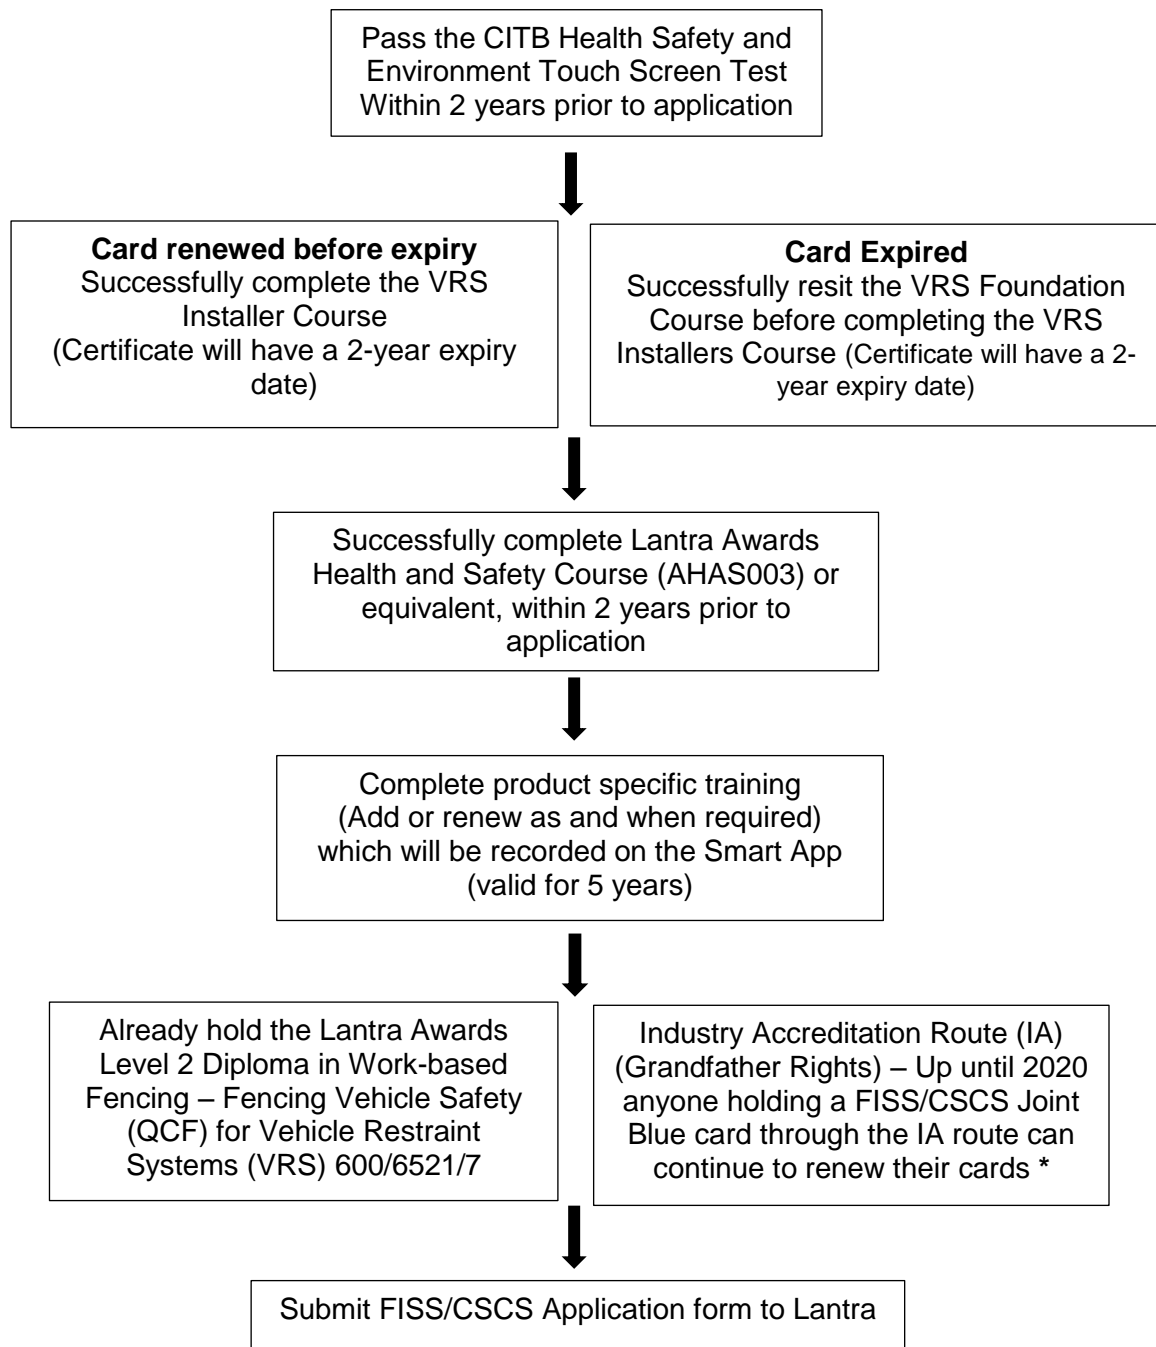 Pass the CITB Health Safety and
Environment Touch Screen Test
Within 2 years prior to application
Card renewed before expiry
Successfully complete the VRS
Installer Course
(Certificate will have a 2-year expiry
date)
Card Expired
Successfully resit the VRS Foundation
Course before completing the VRS
Installers Course (Certificate will have a 2-
year expiry date)
Successfully complete Lantra Awards
Health and Safety Course (AHAS003) or
equivalent, within 2 years prior to
application
Complete product specific training
(Add or renew as and when required)
which will be recorded on the Smart App
(valid for 5 years)
Already hold the Lantra Awards
Level 2 Diploma in Work-based
Fencing – Fencing Vehicle Safety
(QCF) for Vehicle Restraint
Systems (VRS) 600/6521/7
Industry Accreditation Route (IA)
(Grandfather Rights) – Up until 2020
anyone holding a FISS/CSCS Joint
Blue card through the IA route can
continue to renew their cards *
Submit FISS/CSCS Application form to Lantra